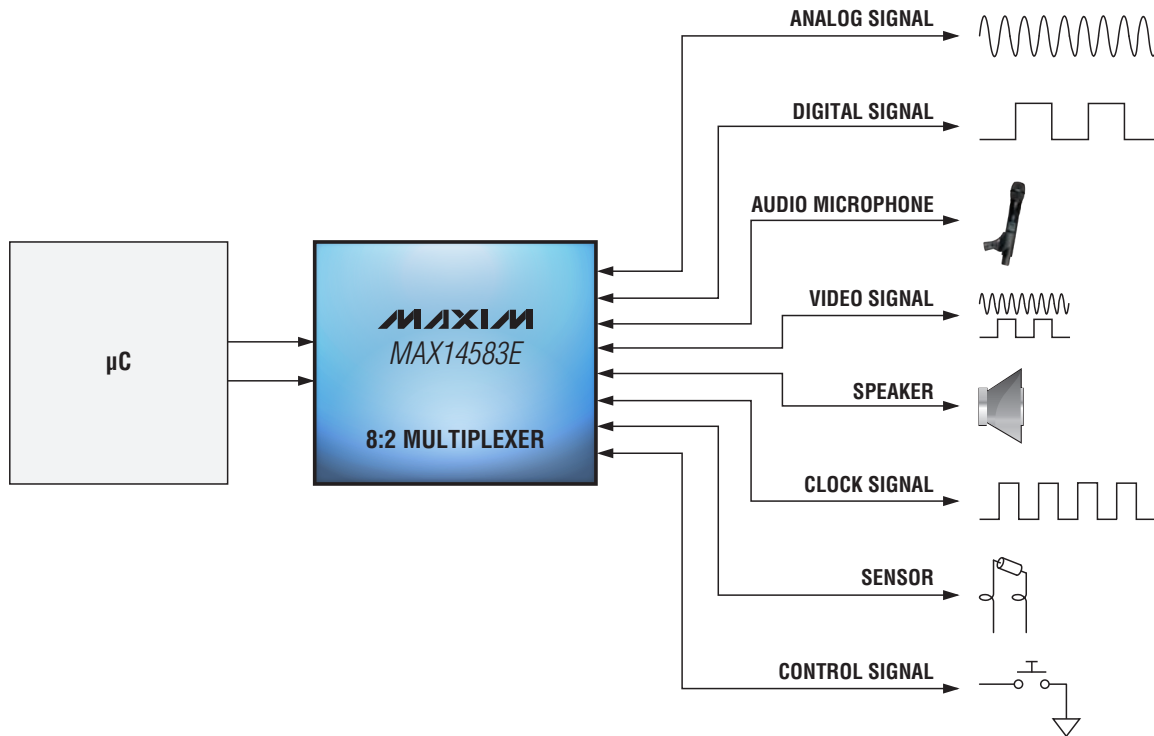 ANALOG SIGNAL
DIGITAL SIGNAL
AUDIO MICROPHONE
VIDEO SIGNAL
SPEAKER
CLOCK SIGNAL
SENSOR
CONTROL SIGNAL
µC
MAXIM
MAX14583E
8:2 MULTIPLEXER